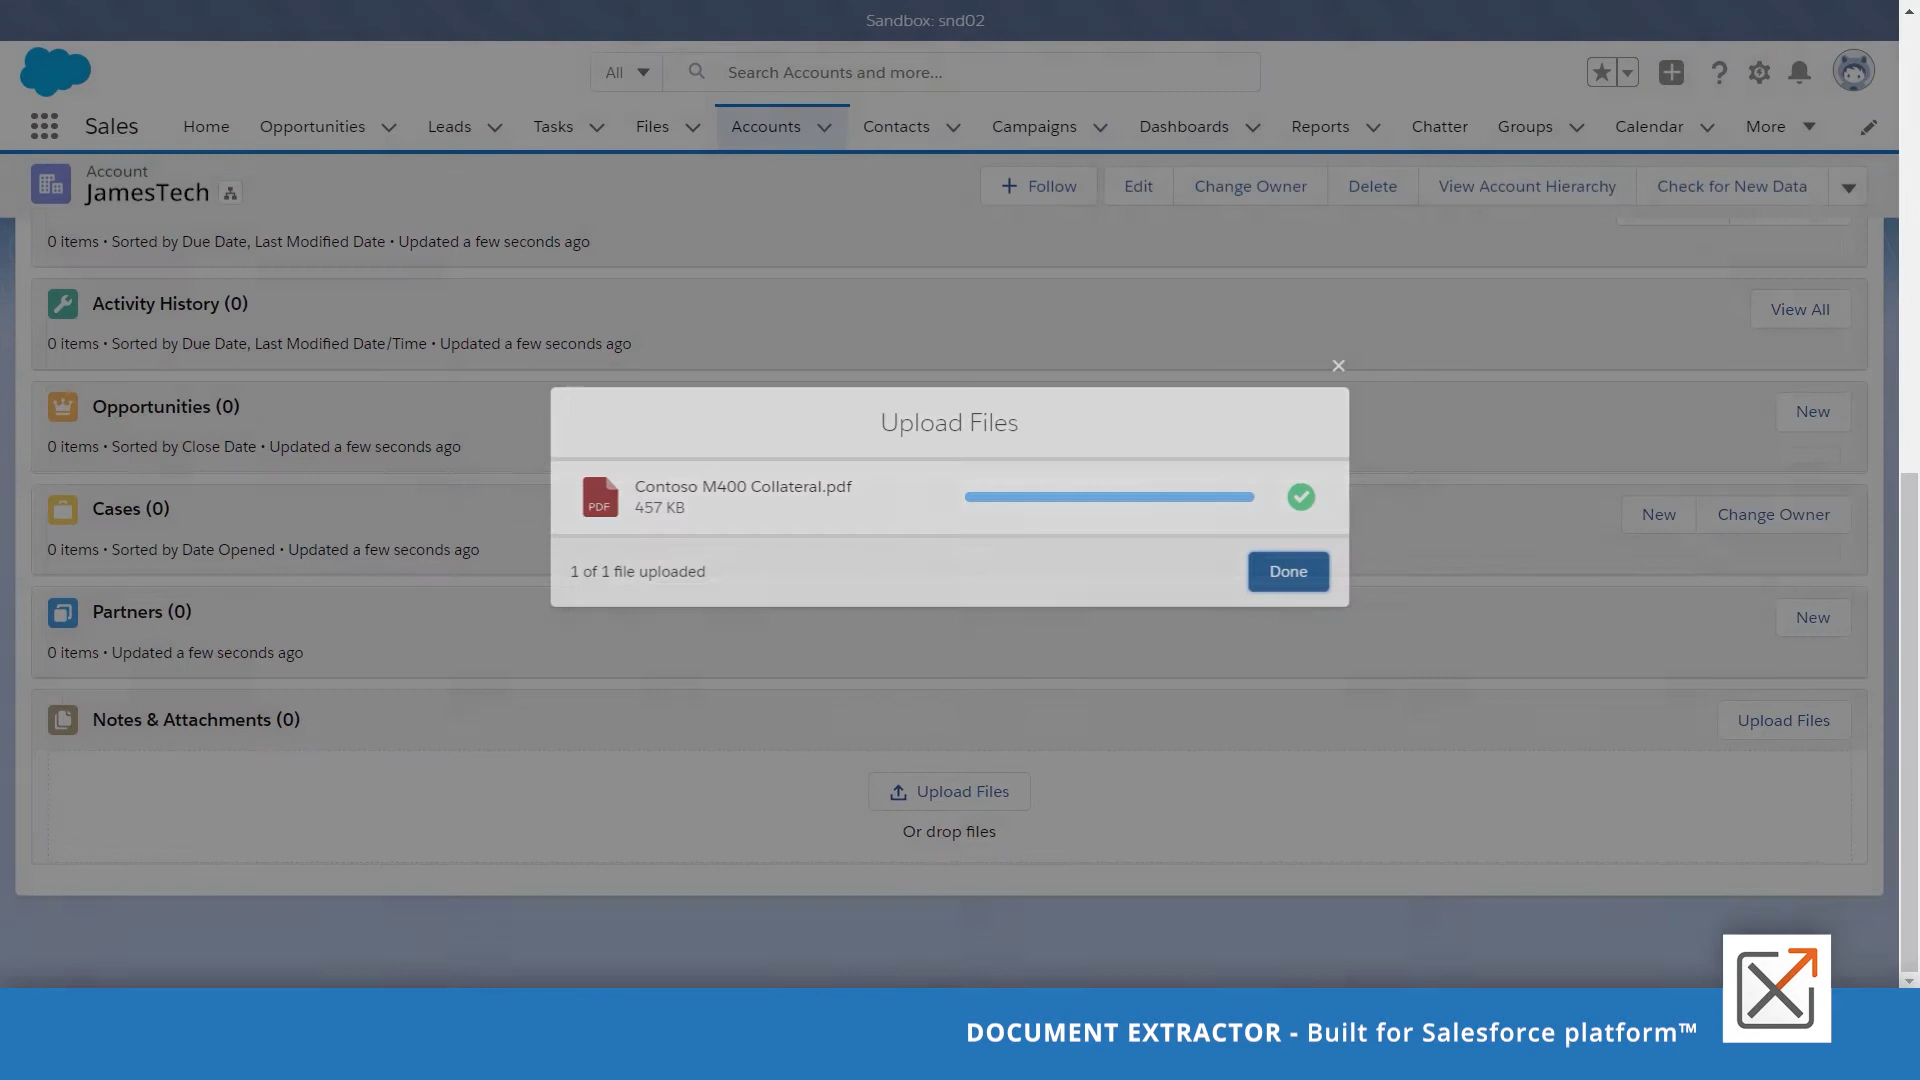 Sandbox: snd02
All
Search Accounts and more...
Sales
Home
Opportunities
Leads
Tasks
Files
Accounts
Contacts
Campaigns
Dashboards
Reports
Chatter
Groups
Calendar
More
Account
JamesTech
Follow
Edit
Change Owner
Delete
View Account Hierarchy
Check for New Data
0 items • Sorted by Due Date, Last Modified Date • Updated a few seconds ago
Activity History (0)
View All
0 items • Sorted by Due Date, Last Modified Date/Time • Updated a few seconds ago
Opportunities (0)
New
0 items • Sorted by Close Date • Updated a few seconds ago
Upload Files
PDF
Contoso M400 Collateral.pdf
457 KB
1 of 1 file uploaded
Done
Cases (0)
New
Change Owner
0 items • Sorted by Date Opened • Updated a few seconds ago
Partners (0)
New
0 items • Updated a few seconds ago
Notes & Attachments (0)
Upload Files
Upload Files
Or drop files
DOCUMENT EXTRACTOR - Built for Salesforce platform™